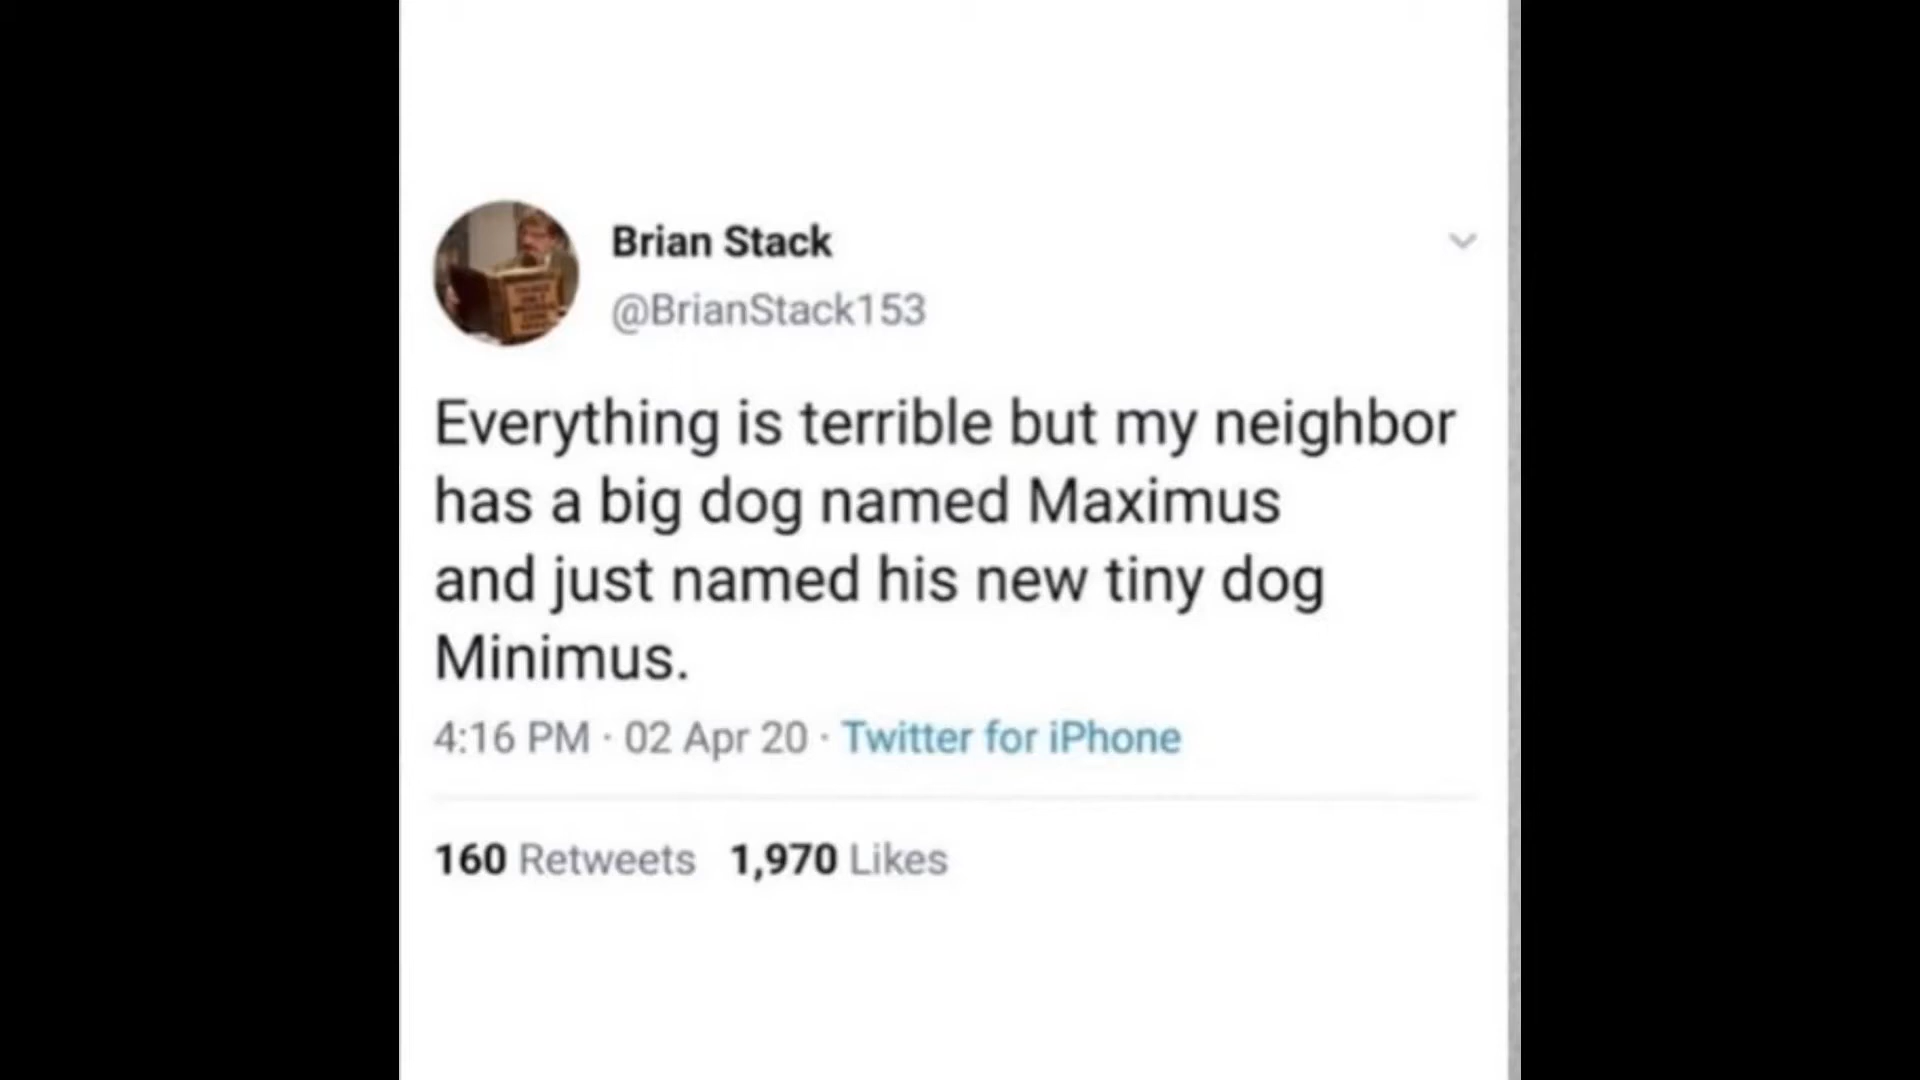 Brian Stack
@BrianStack153
Everything is terrible but my neighbor
has a big dog named Maximus
and just named his new tiny dog
Minimus.
4:16 PM · 02 Apr 20 · Twitter for iPhone
160 Retweets 1,970 Likes